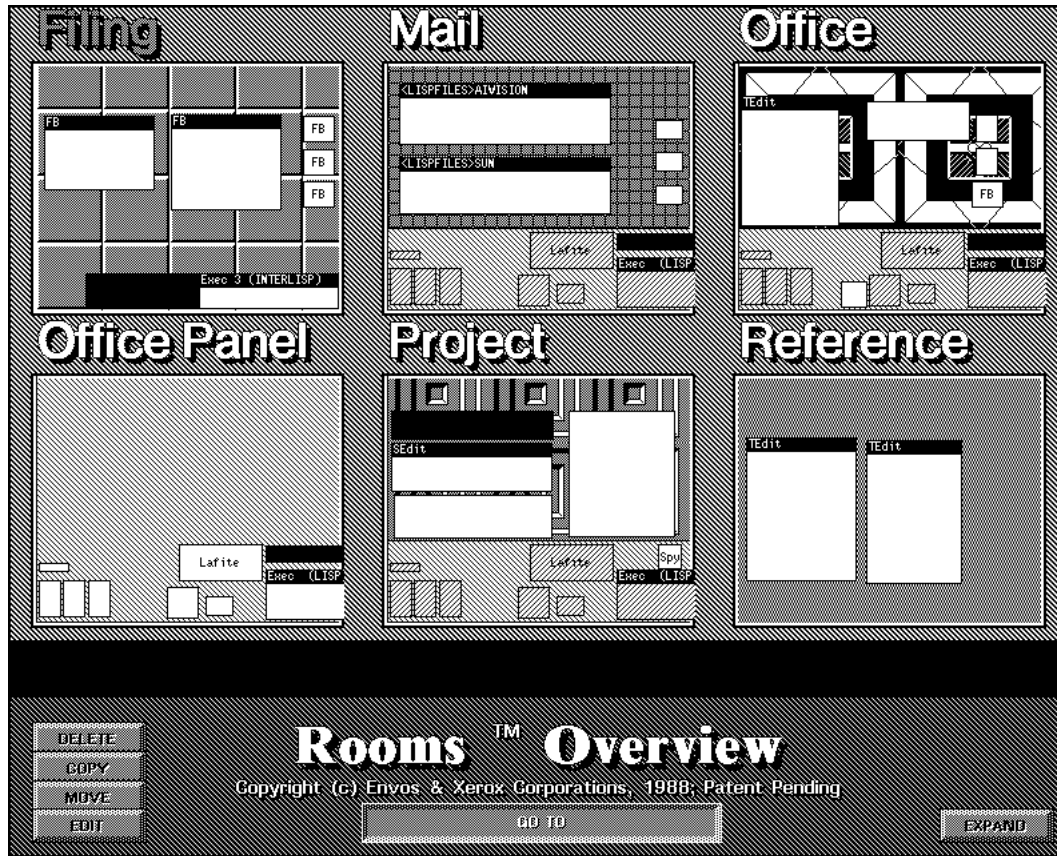 Filing Mail Office
FB
FB
FB
FB
FB
Exec 3 (INTERLISP)
<LISPFILES>AIVISION
<LISPFILES>SUN
Lafite
Exec (LISP
TEdit
FB
Lafite
Exec (LISP
Office Panel Project Reference
Lafite
Exec (LISP
SEdit
Lafite
Spy
Exec (LISP
TEdit
TEdit
Rooms ™ Overview
Copyright (c) Envos & Xerox Corporations, 1988; Patent Pending
DELETE
COPY
MOVE
EDIT
GO TO
EXPAND